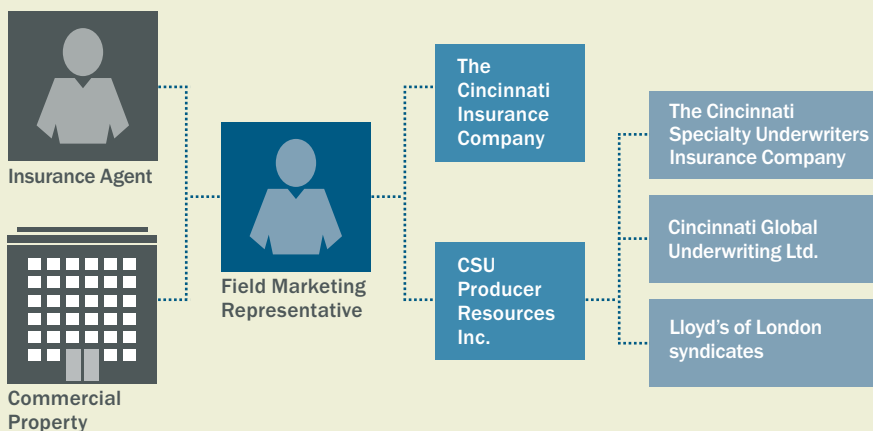 Insurance Agent
Commercial
Property
Field Marketing
Representative
The
Cincinnati
Insurance
Company
CSU
Producer
Resources
Inc.
The Cincinnati
Specialty Underwriters
Insurance Company
Cincinnati Global
Underwriting Ltd.
Lloyd’s of London
syndicates